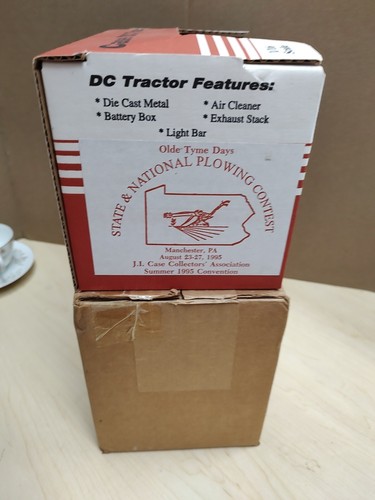 DC Tractor Features:
* Die Cast Metal
* Air Cleaner
* Battery Box
* Exhaust Stack
* Light Bar
Olde Tyme Days
STATE & NATIONAL PLOWING CONTEST
Manchester, PA
August 23-27, 1995
J.I. Case Collectors' Association
Summer 1995 Convention